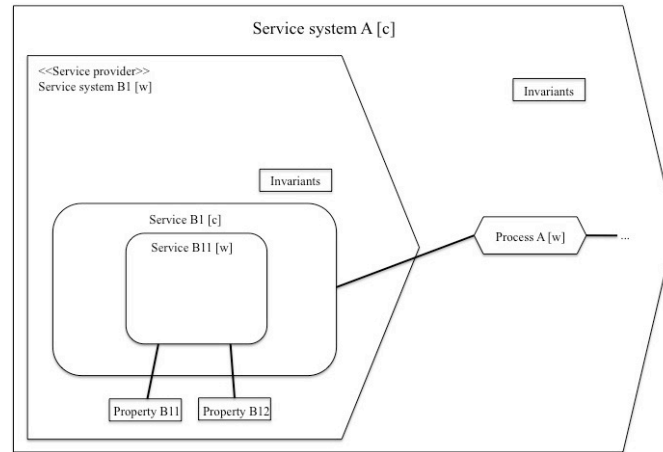 Service system A [c]
<<Service provider>>
Service system B1 [w]
Invariants
Invariants
Service B1 [c]
Service B11 [w]
Process A [w]
...
Property B11
Property B12